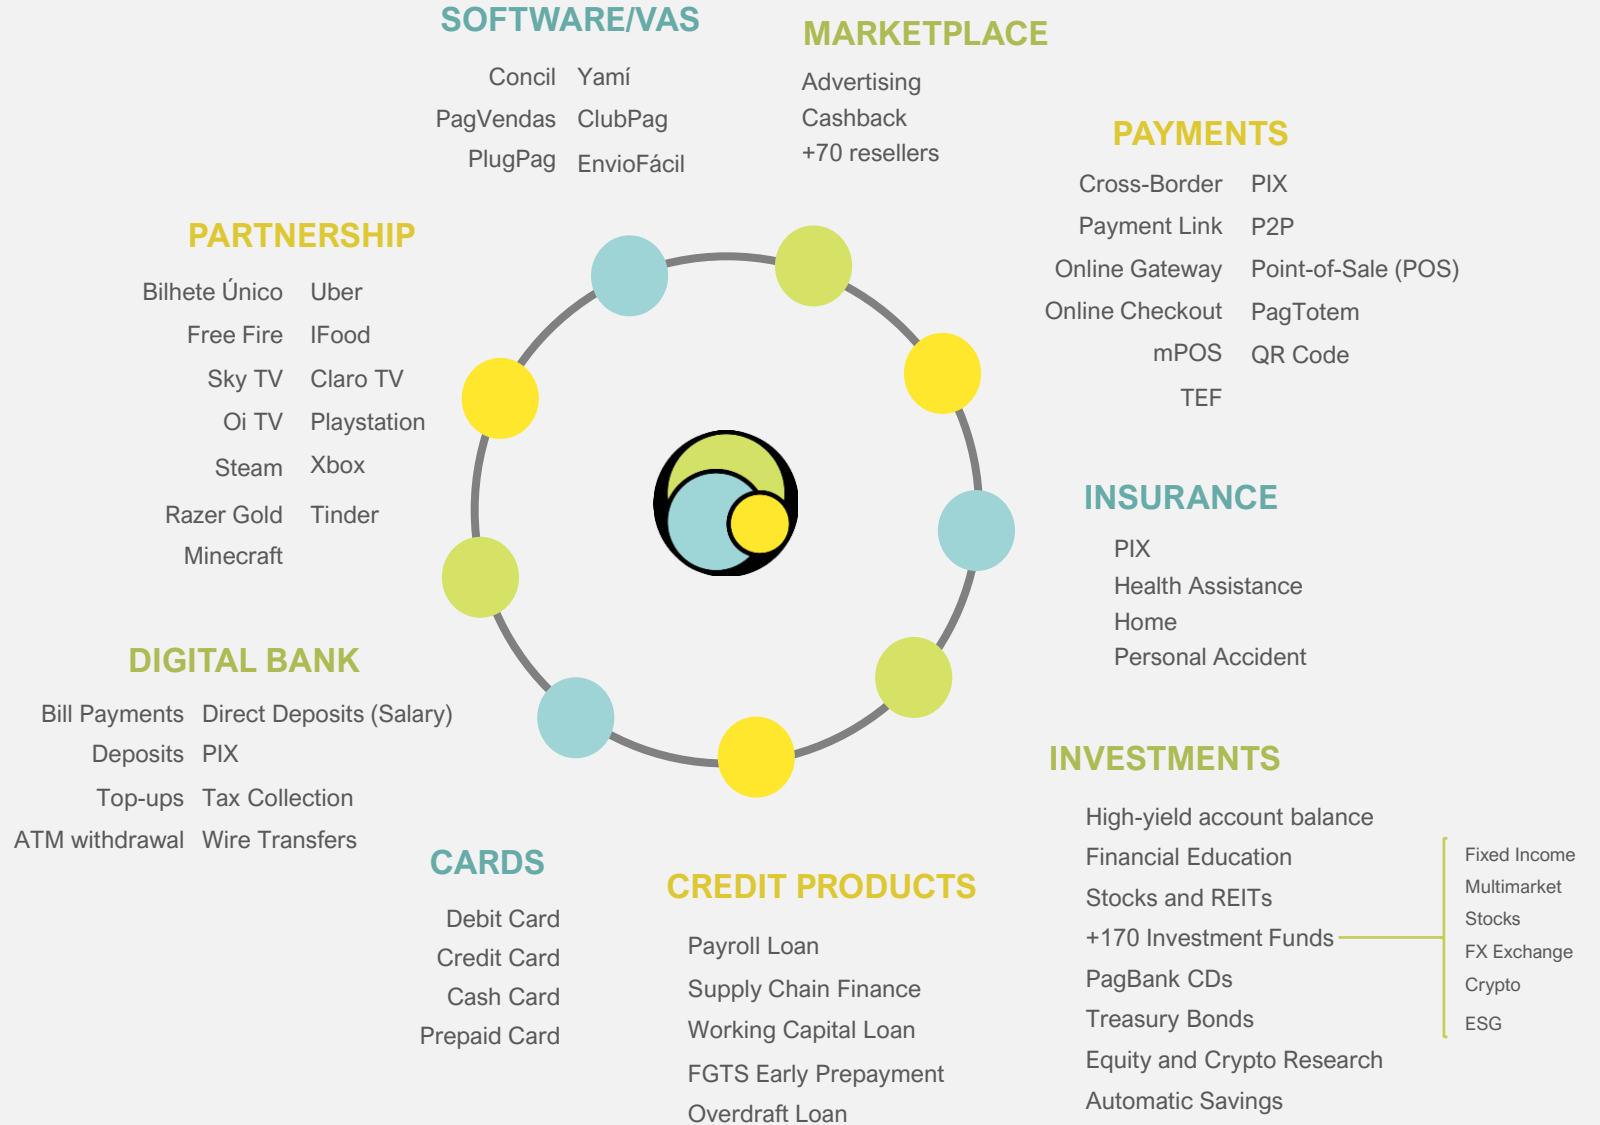 SOFTWARE/VAS
Concil Yamí
PagVendas ClubPag
PlugPag EnvioFácil
MARKETPLACE
Advertising
Cashback
+70 resellers
PAYMENTS
Cross-Border PIX
Payment Link P2P
Online Gateway Point-of-Sale (POS)
Online Checkout PagTotem
mPOS QR Code
TEF
PARTNERSHIP
Bilhete Único Uber
Free Fire IFood
Sky TV Claro TV
Oi TV Playstation
Steam Xbox
Razer Gold Tinder
Minecraft
INSURANCE
PIX
Health Assistance
Home
Personal Accident
DIGITAL BANK
Bill Payments Direct Deposits (Salary)
Deposits PIX
Top-ups Tax Collection
ATM withdrawal Wire Transfers
CARDS
Debit Card
Credit Card
Cash Card
Prepaid Card
CREDIT PRODUCTS
Payroll Loan
Supply Chain Finance
Working Capital Loan
FGTS Early Prepayment
Overdraft Loan
INVESTMENTS
High-yield account balance
Financial Education
Stocks and REITs
+170 Investment Funds
PagBank CDs
Treasury Bonds
Equity and Crypto Research
Automatic Savings
Fixed Income
Multimarket
Stocks
FX Exchange
Crypto
ESG